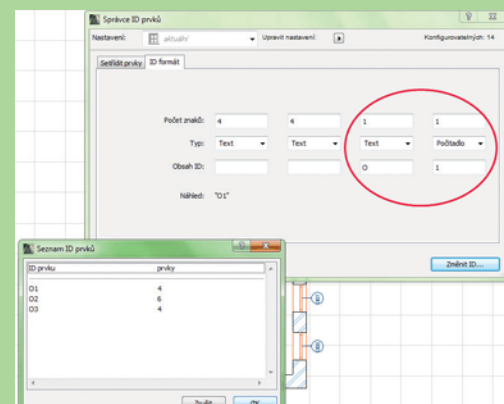 Správce ID prvků
Nastavení: aktuální Upravit nastavení: Konfigurovatelných: 14
Setřídit prvky ID formát
Počet znaků: 4 4 1 1
Typ: Text Text Text Počitadlo
Obsah ID: O 1
Náhled: "O1"
Změnit ID...
Seznam ID prvků
ID prvku prvky
O1 4
O2 6
O3 4
Zrušit OK